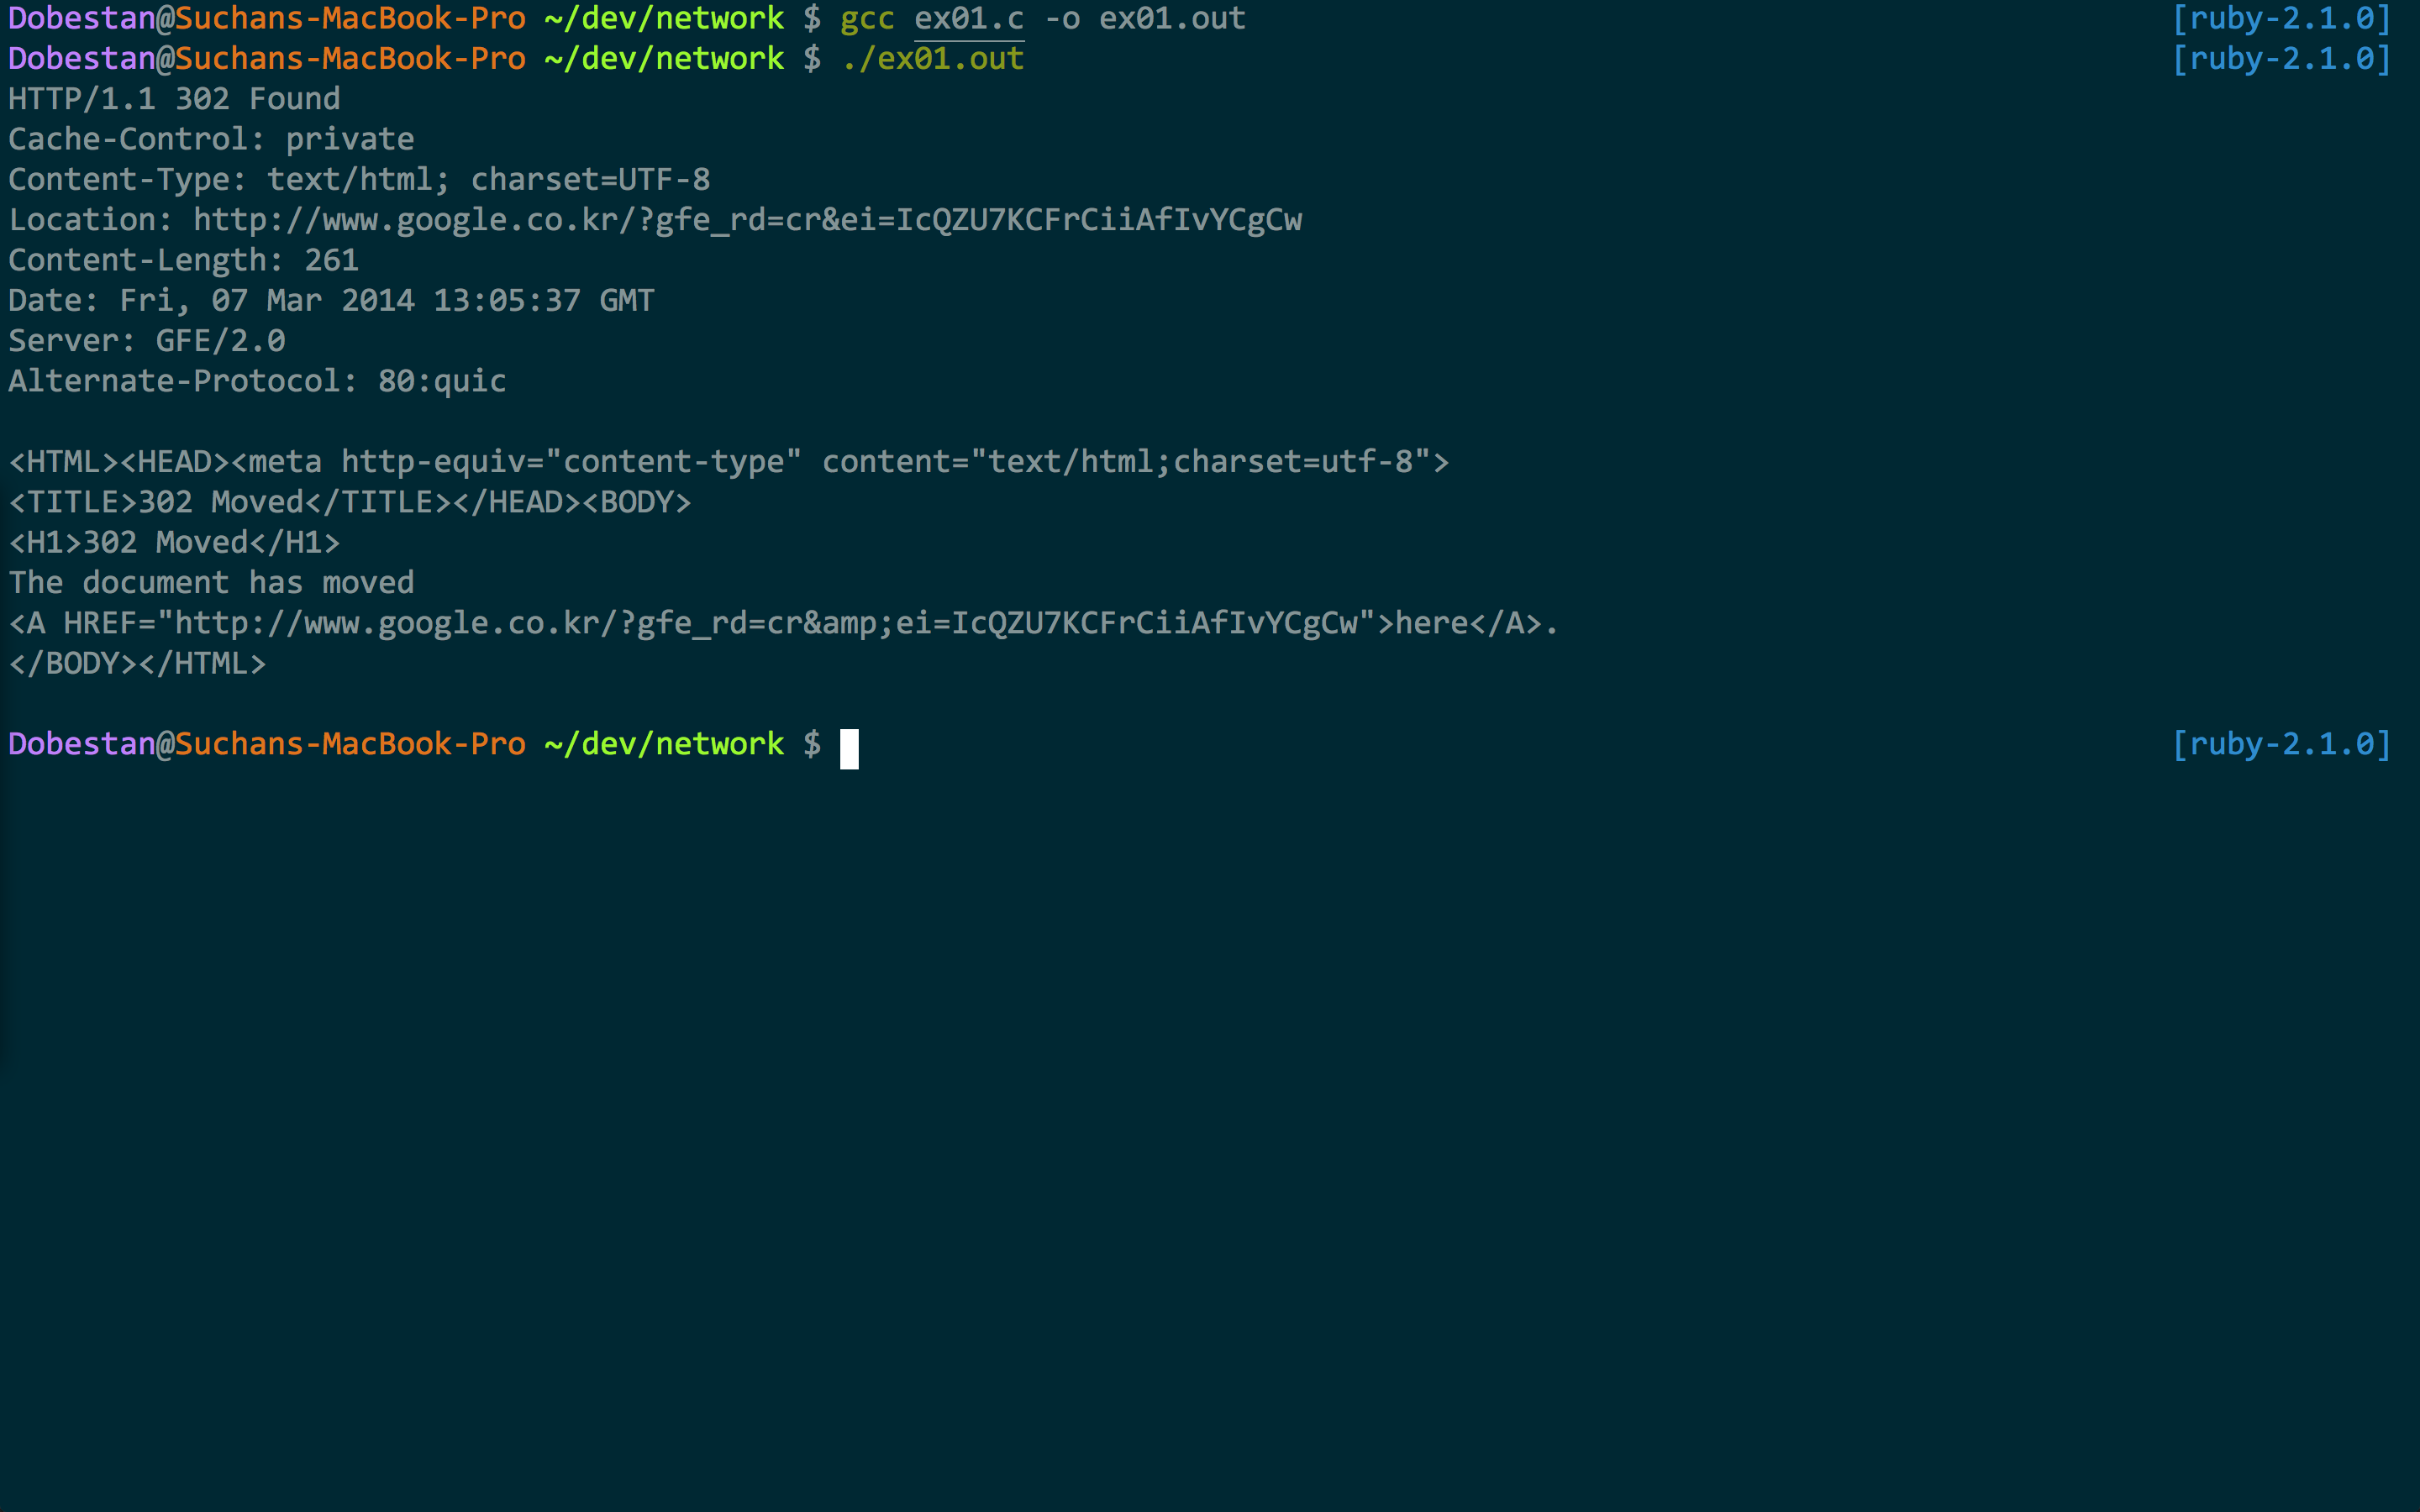 Dobestan@Suchans-MacBook-Pro ~/dev/network $ gcc ex01.c -o ex01.out [ruby-2.1.0]
Dobestan@Suchans-MacBook-Pro ~/dev/network $ ./ex01.out [ruby-2.1.0]
HTTP/1.1 302 Found
Cache-Control: private
Content-Type: text/html; charset=UTF-8
Location: http://www.google.co.kr/?gfe_rd=cr&ei=IcQZU7KCFrCiiAfIvYCgCw
Content-Length: 261
Date: Fri, 07 Mar 2014 13:05:37 GMT
Server: GFE/2.0
Alternate-Protocol: 80:quic

<HTML><HEAD><meta http-equiv="content-type" content="text/html;charset=utf-8">
<TITLE>302 Moved</TITLE></HEAD><BODY>
<H1>302 Moved</H1>
The document has moved
<A HREF="http://www.google.co.kr/?gfe_rd=cr&amp;ei=IcQZU7KCFrCiiAfIvYCgCw">here</A>.
</BODY></HTML>

Dobestan@Suchans-MacBook-Pro ~/dev/network $ [ruby-2.1.0]